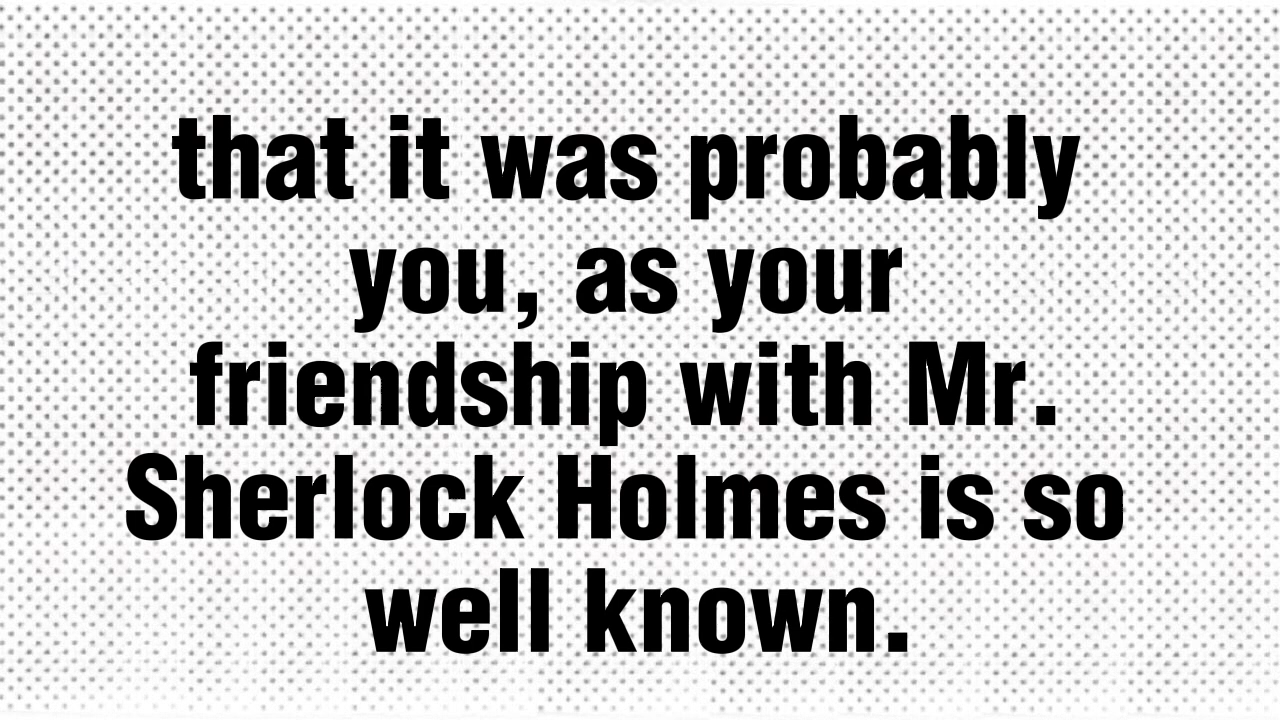 that it was probably
you, as your
friendship with Mr.
Sherlock Holmes is so
well known.